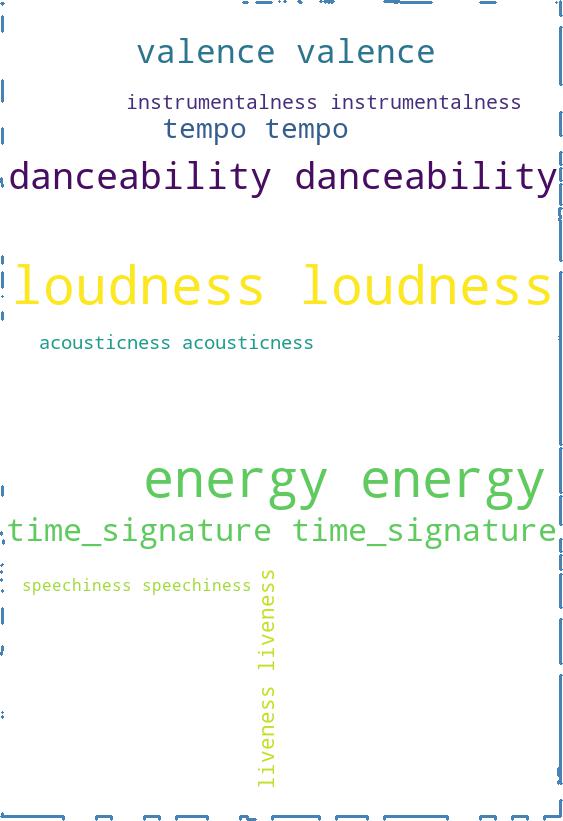 valence valence
instrumentalness instrumentalness
tempo tempo
danceability danceability
loudness loudness
acousticness acousticness
energy energy
time_signature time_signature
speechiness speechiness
liveness liveness